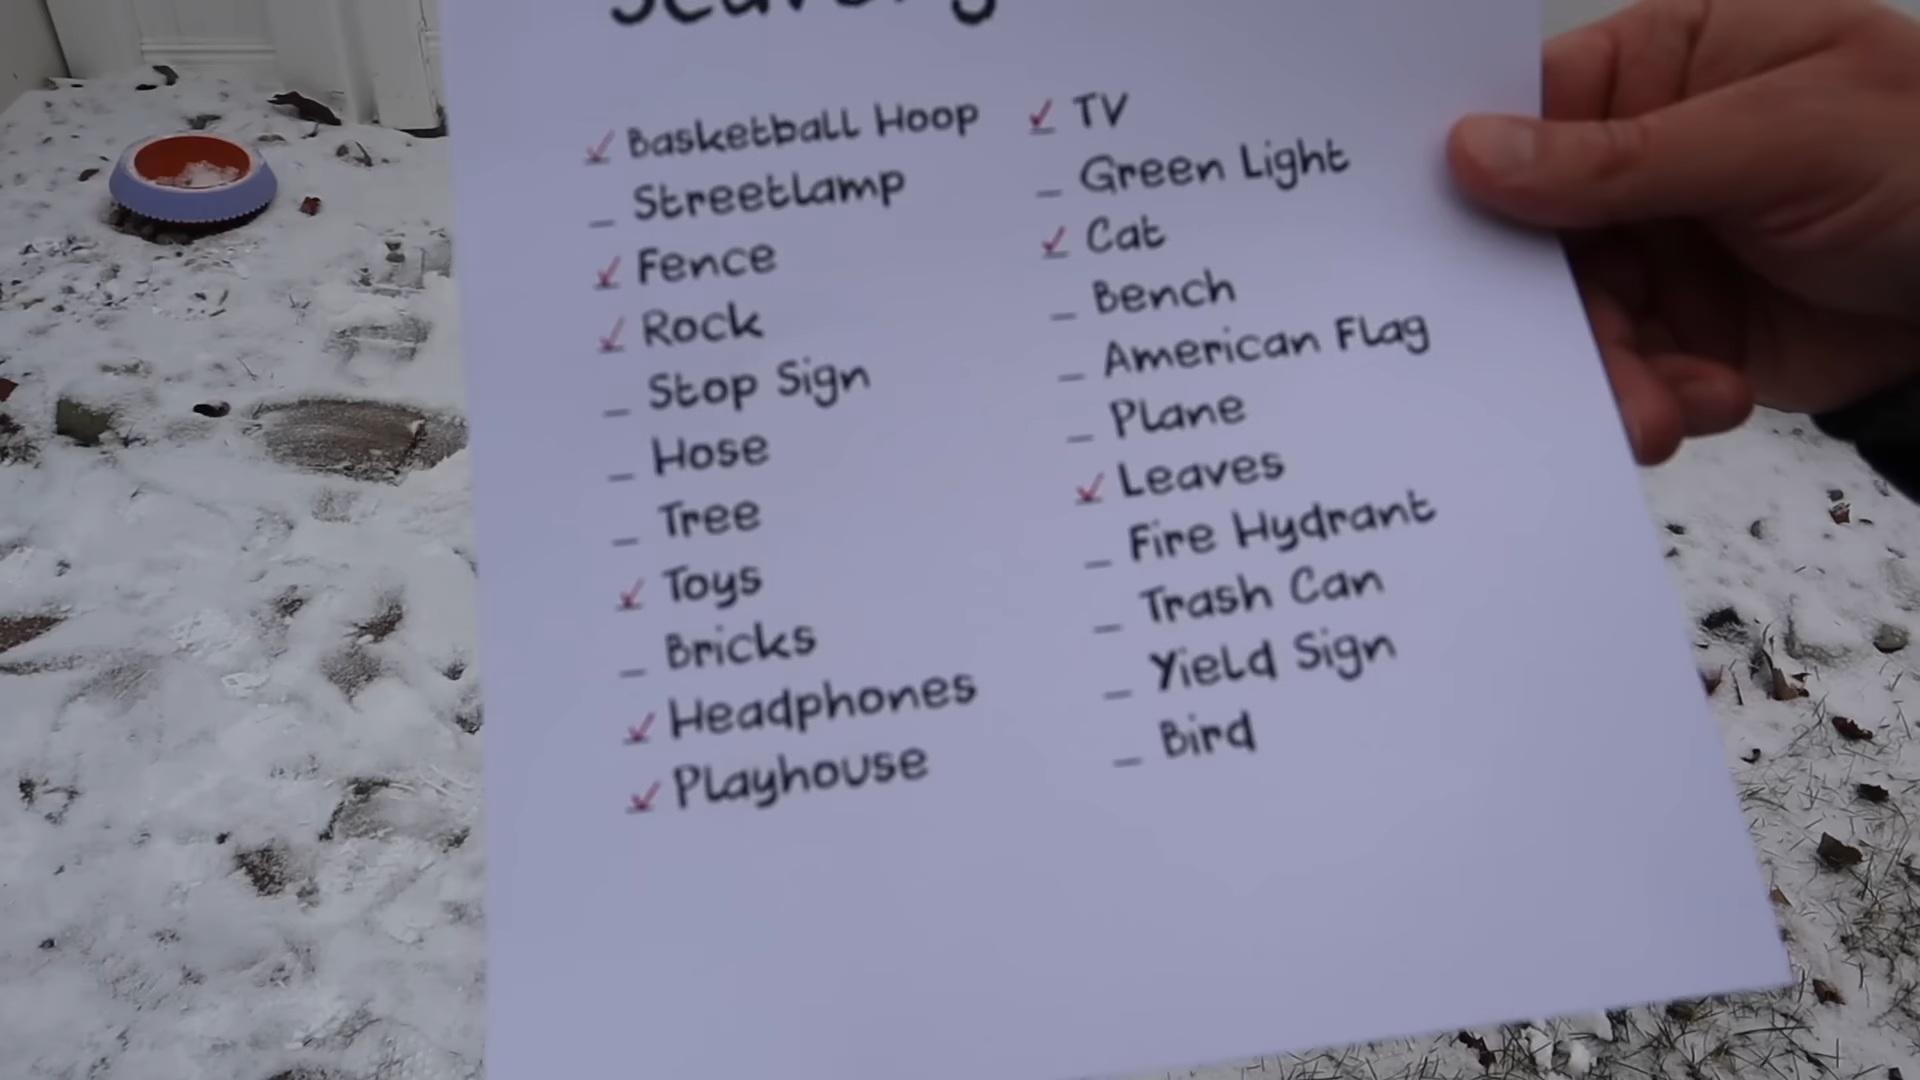 ✓ Basketball Hoop
_ Streetlamp
✓ Fence
✓ Rock
_ Stop Sign
_ Hose
_ Tree
✓ Toys
_ Bricks
✓ Headphones
✓ Playhouse
✓ TV
_ Green Light
✓ Cat
_ Bench
_ American Flag
_ Plane
✓ Leaves
_ Fire Hydrant
_ Trash Can
_ Yield Sign
_ Bird